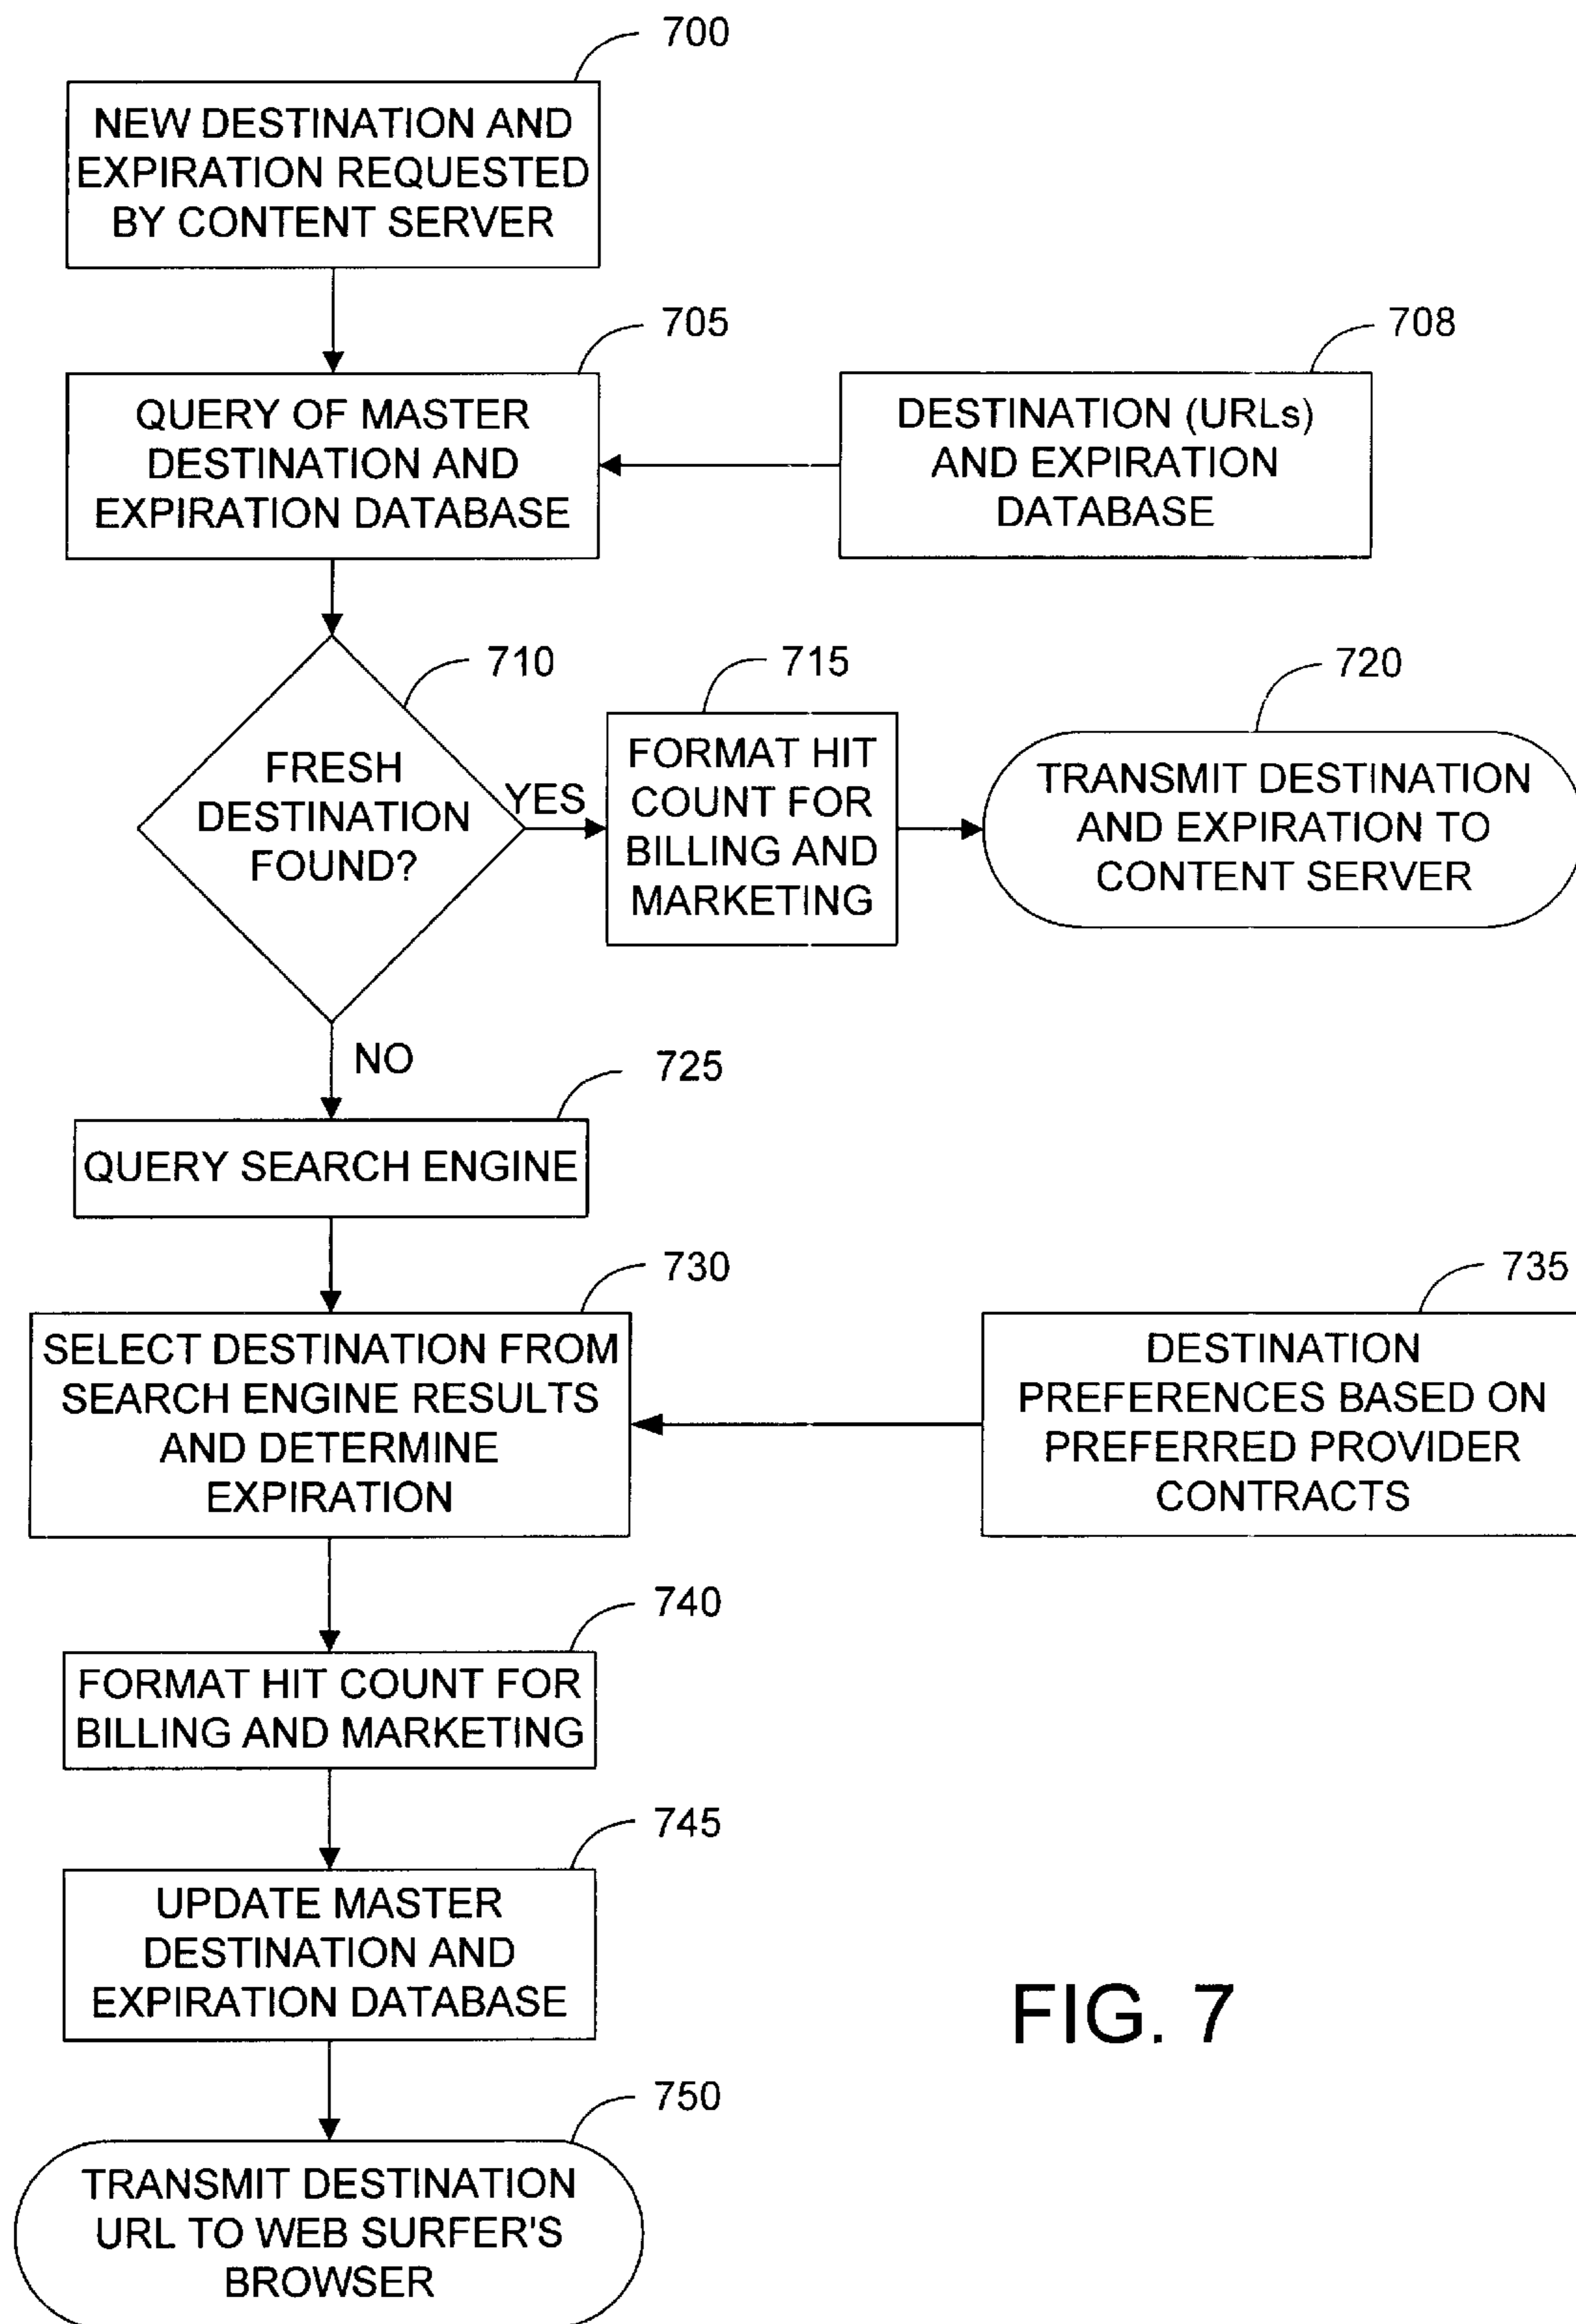 700
NEW DESTINATION AND
EXPIRATION REQUESTED
BY CONTENT SERVER
705
QUERY OF MASTER
DESTINATION AND
EXPIRATION DATABASE
708
DESTINATION (URLs)
AND EXPIRATION
DATABASE
710
FRESH
DESTINATION
FOUND?
YES
715
FORMAT HIT
COUNT FOR
BILLING AND
MARKETING
720
TRANSMIT DESTINATION
AND EXPIRATION TO
CONTENT SERVER
NO
725
QUERY SEARCH ENGINE
730
SELECT DESTINATION FROM
SEARCH ENGINE RESULTS
AND DETERMINE
EXPIRATION
735
DESTINATION
PREFERENCES BASED ON
PREFERRED PROVIDER
CONTRACTS
740
FORMAT HIT COUNT FOR
BILLING AND MARKETING
745
UPDATE MASTER
DESTINATION AND
EXPIRATION DATABASE
750
TRANSMIT DESTINATION
URL TO WEB SURFER'S
BROWSER
FIG. 7